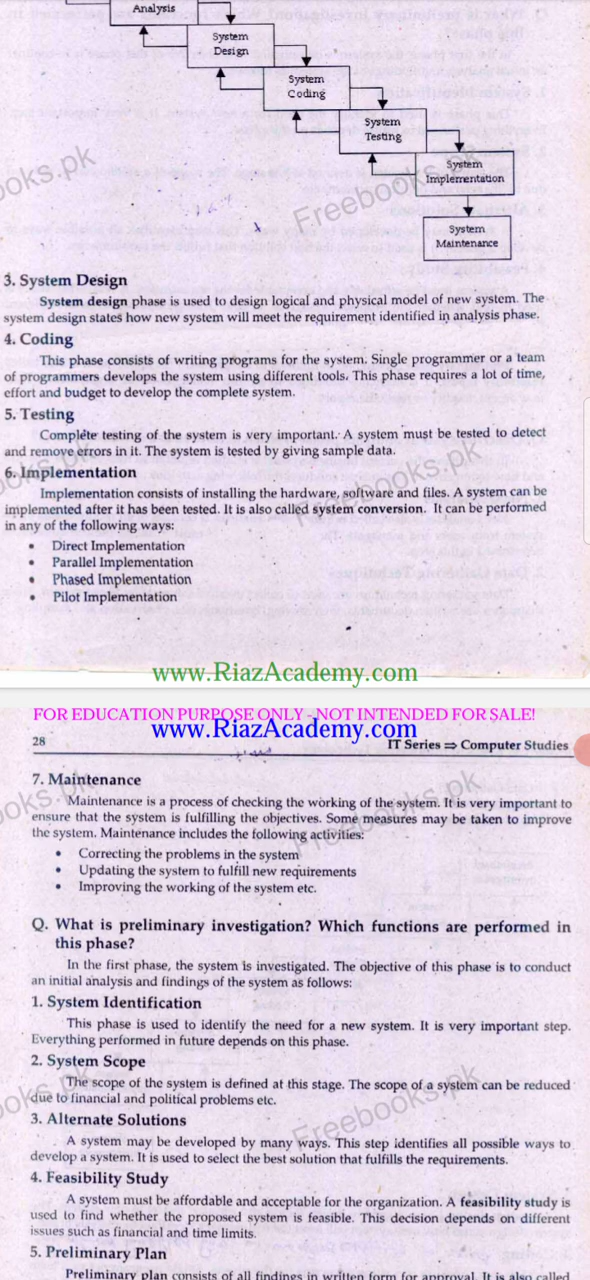 Analysis
System
Design
System
Coding
System
Testing
System
Implementation
System
Maintenance
ooks.pk
Freebooks.pk
3. System Design
System design phase is used to design logical and physical model of new system. The
system design states how new system will meet the requirement identified in analysis phase.
4. Coding
This phase consists of writing programs for the system. Single programmer or a team
of programmers develops the system using different tools. This phase requires a lot of time,
effort and budget to develop the complete system.
5. Testing
Complete testing of the system is very important. A system must be tested to detect
and remove errors in it. The system is tested by giving sample data.
6. Implementation
Implementation consists of installing the hardware, software and files. A system can be
implemented after it has been tested. It is also called system conversion. It can be performed
in any of the following ways:
• Direct Implementation
• Parallel Implementation
• Phased Implementation
• Pilot Implementation
ooks.pk
Freebooks.pk
www.RiazAcademy.com
FOR EDUCATION PURPOSE ONLY - NOT INTENDED FOR SALE!
www.RiazAcademy.com
28
IT Series ⇒ Computer Studies
7. Maintenance
Maintenance is a process of checking the working of the system. It is very important to
ensure that the system is fulfilling the objectives. Some measures may be taken to improve
the system. Maintenance includes the following activities:
• Correcting the problems in the system
• Updating the system to fulfill new requirements
• Improving the working of the system etc.
ooks.pk
Freebooks.pk
Q. What is preliminary investigation? Which functions are performed in
this phase?
In the first phase, the system is investigated. The objective of this phase is to conduct
an initial analysis and findings of the system as follows:
1. System Identification
This phase is used to identify the need for a new system. It is very important step.
Everything performed in future depends on this phase.
2. System Scope
The scope of the system is defined at this stage. The scope of a system can be reduced
due to financial and political problems etc.
3. Alternate Solutions
A system may be developed by many ways. This step identifies all possible ways to
develop a system. It is used to select the best solution that fulfills the requirements.
ooks.pk
Freebooks.pk
4. Feasibility Study
A system must be affordable and acceptable for the organization. A feasibility study is
used to find whether the proposed system is feasible. This decision depends on different
issues such as financial and time limits.
5. Preliminary Plan
Preliminary plan consists of all findings in written form for approval. It is also called